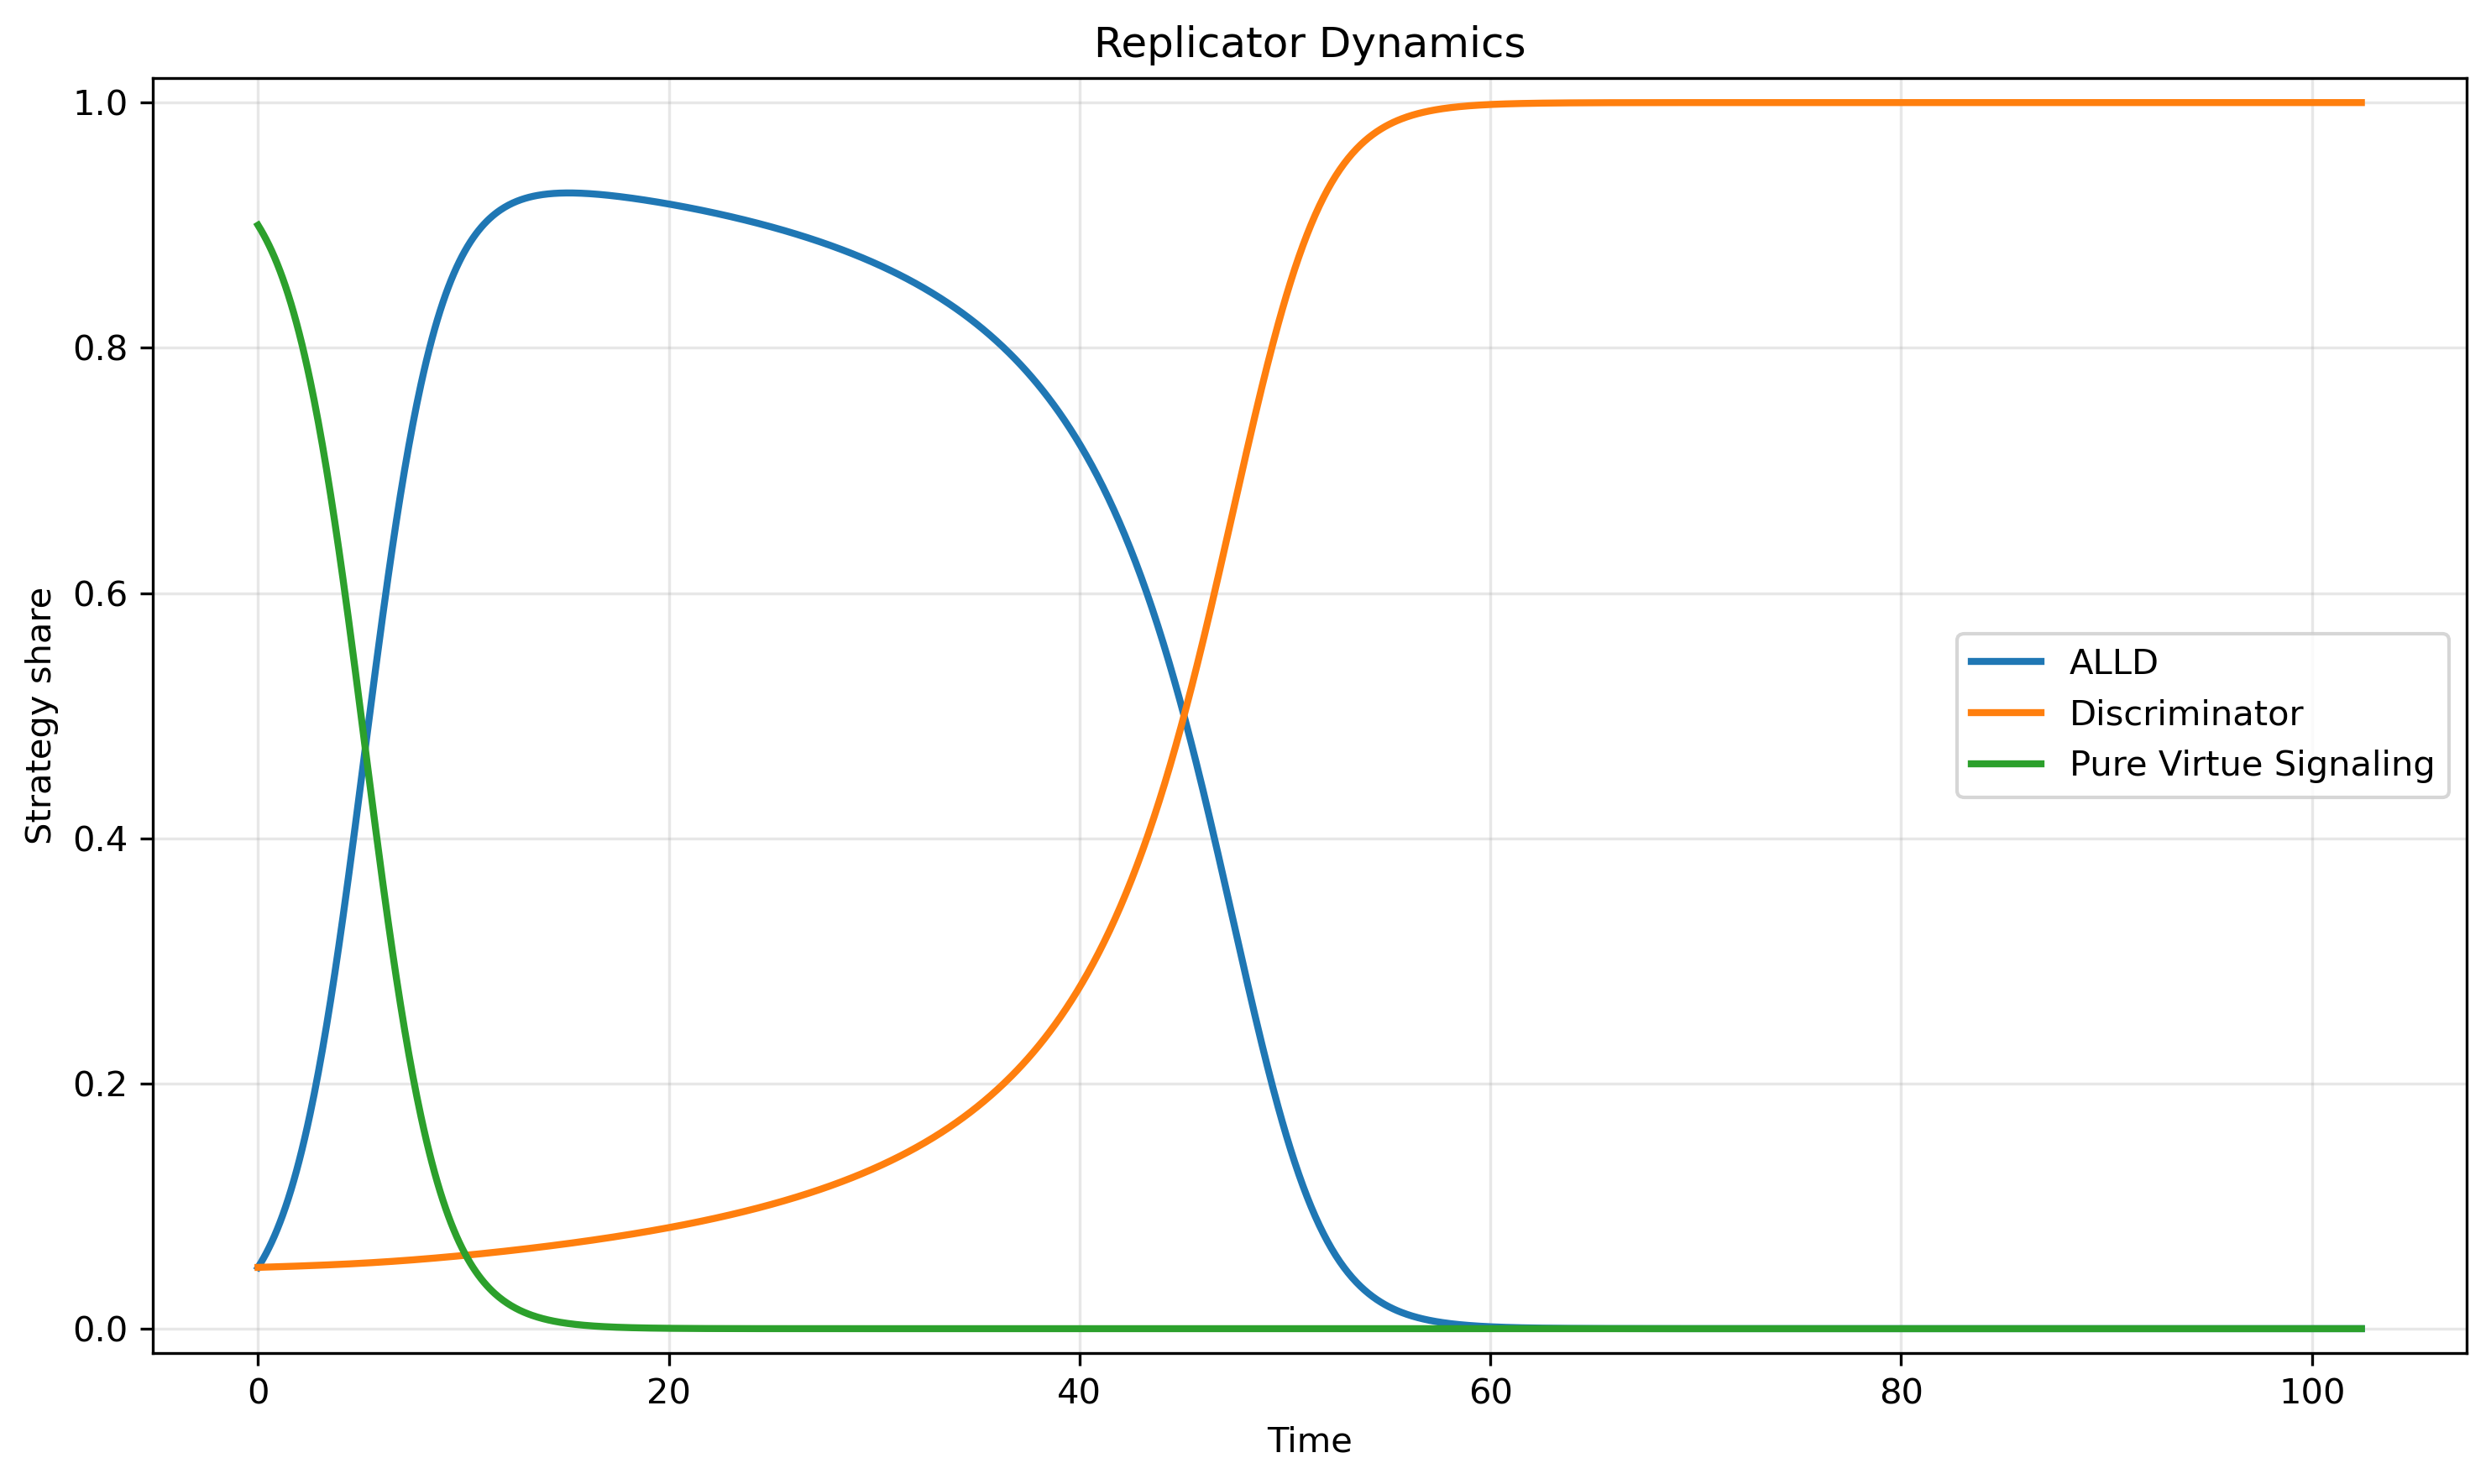 Replicator Dynamics
Strategy share
1.0
0.8
0.6
0.4
0.2
0.0
ALLD
Discriminator
Pure Virtue Signaling
0 20 40 60 80 100
Time